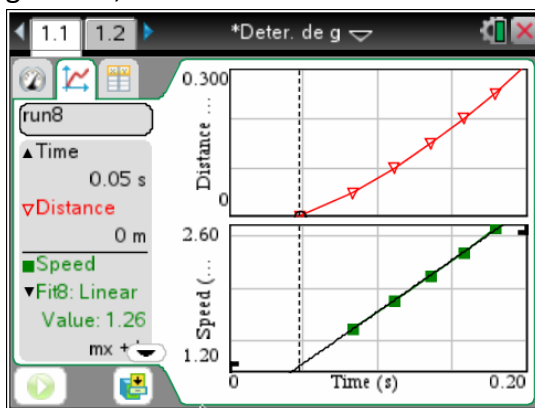 1.1 1.2 *Deter. de g
run8
▲Time
0.05 s
▽Distance
0 m
■Speed
▼Fit8: Linear
Value: 1.26
mx +
0.300
Distance ...
0
2.60
Speed (...
1.20
0 Time (s) 0.20